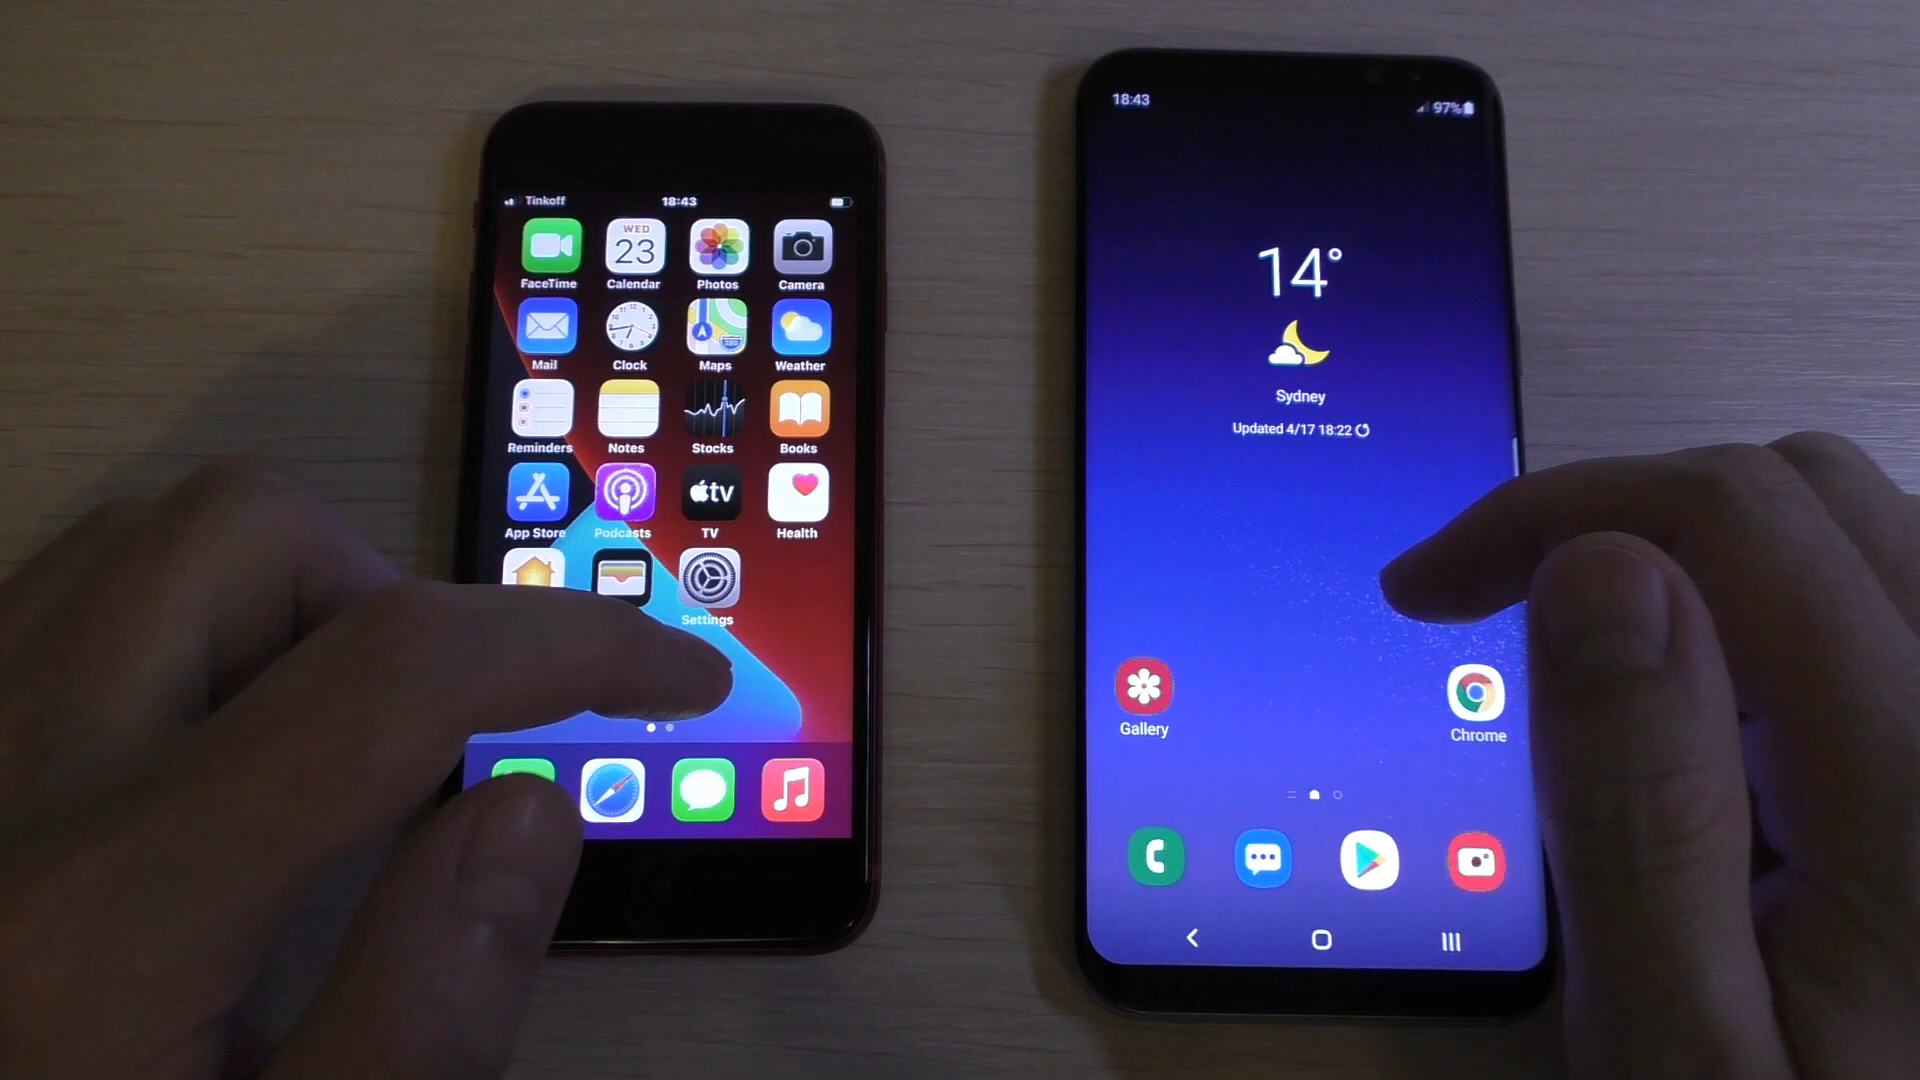 Tinkoff 18:43
WED
23
FaceTime Calendar Photos Camera
Mail Clock Maps Weather
Reminders Notes Stocks Books
tv
App Store Podcasts TV Health
Settings
18:43 97%
14°
Sydney
Updated 4/17 18:22
Gallery Chrome